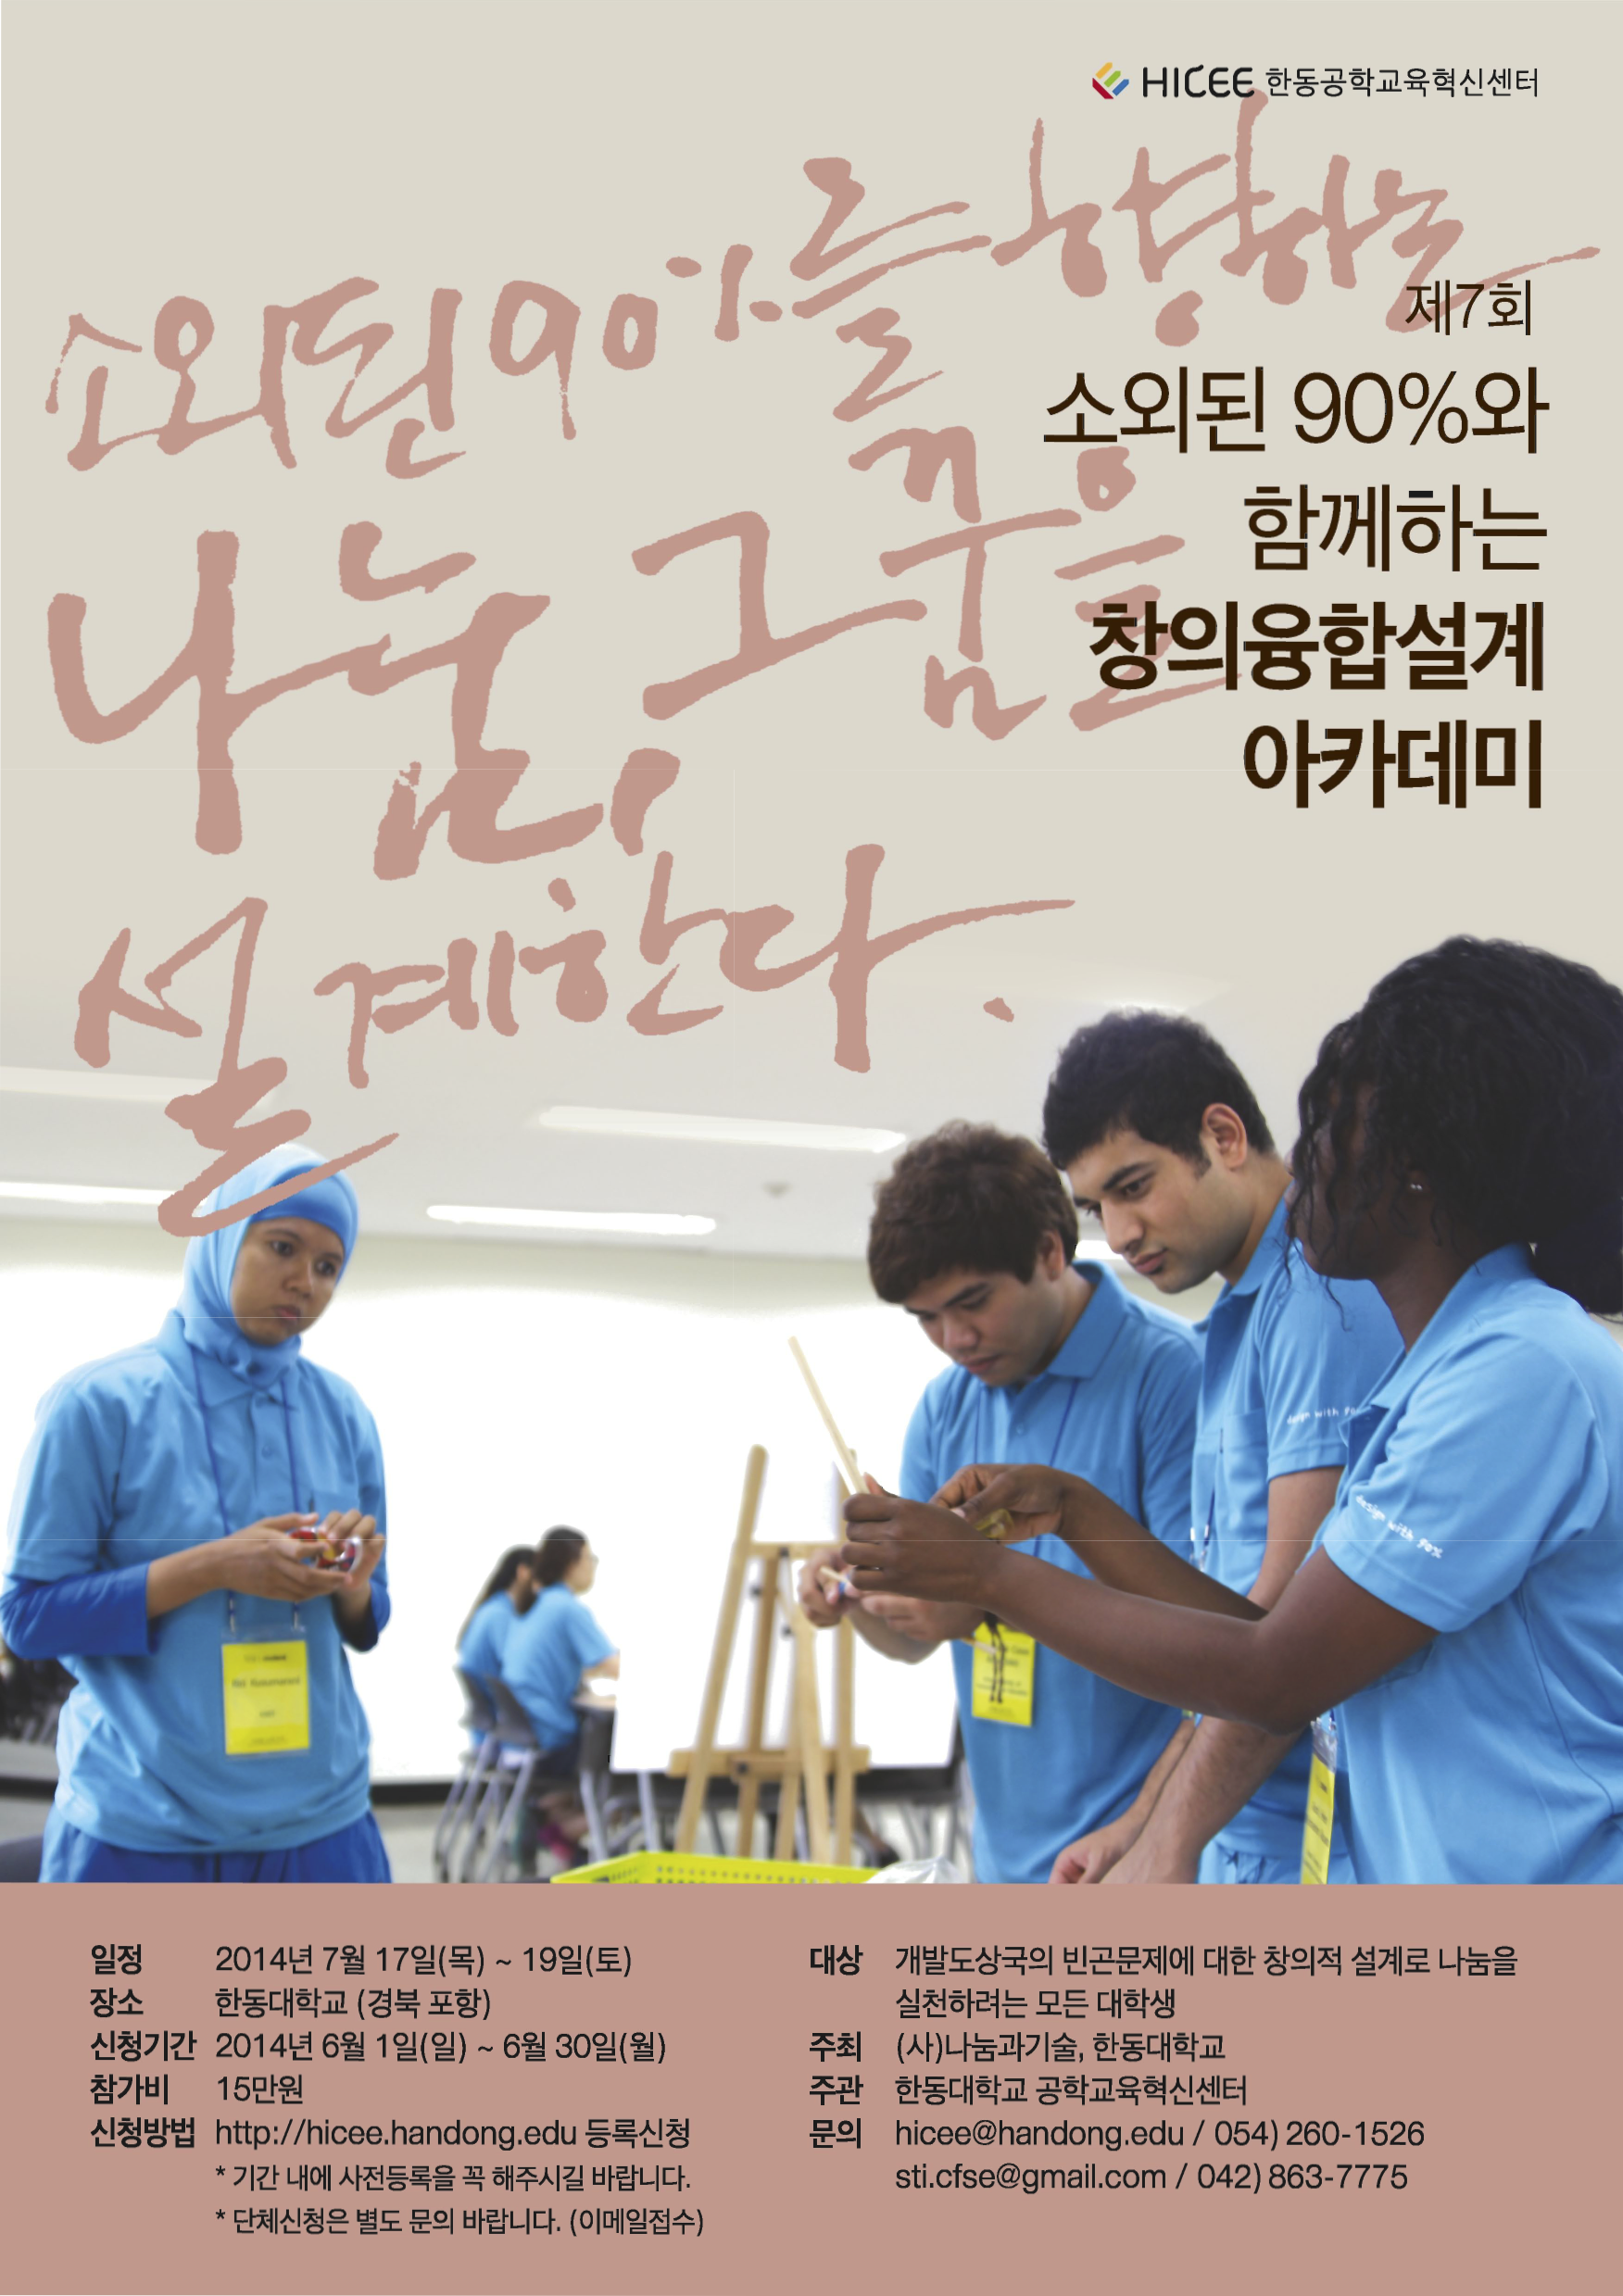 HICEE 한동공학교육혁신센터
소외된 90%를 향하는
나눔, 그 꿈을
설계한다.
제7회
소외된 90%와
함께하는
창의융합설계
아카데미
design with
design with 90%
일정 2014년 7월 17일(목) ~ 19일(토)
장소 한동대학교 (경북 포항)
신청기간 2014년 6월 1일(일) ~ 6월 30일(월)
참가비 15만원
신청방법 http://hicee.handong.edu 등록신청
* 기간 내에 사전등록을 꼭 해주시길 바랍니다.
* 단체신청은 별도 문의 바랍니다. (이메일접수)
대상 개발도상국의 빈곤문제에 대한 창의적 설계로 나눔을
실천하려는 모든 대학생
주최 (사)나눔과기술, 한동대학교
주관 한동대학교 공학교육혁신센터
문의 hicee@handong.edu / 054) 260-1526
sti.cfse@gmail.com / 042) 863-7775